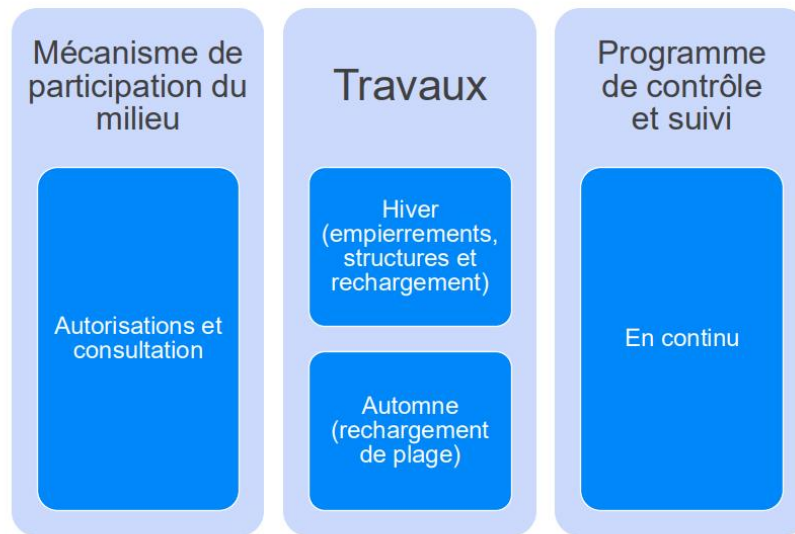 Mécanisme de
participation du
milieu
Autorisations et
consultation
Travaux
Hiver
(empierrements,
structures et
rechargement)
Automne
(rechargement
de plage)
Programme
de contrôle
et suivi
En continu